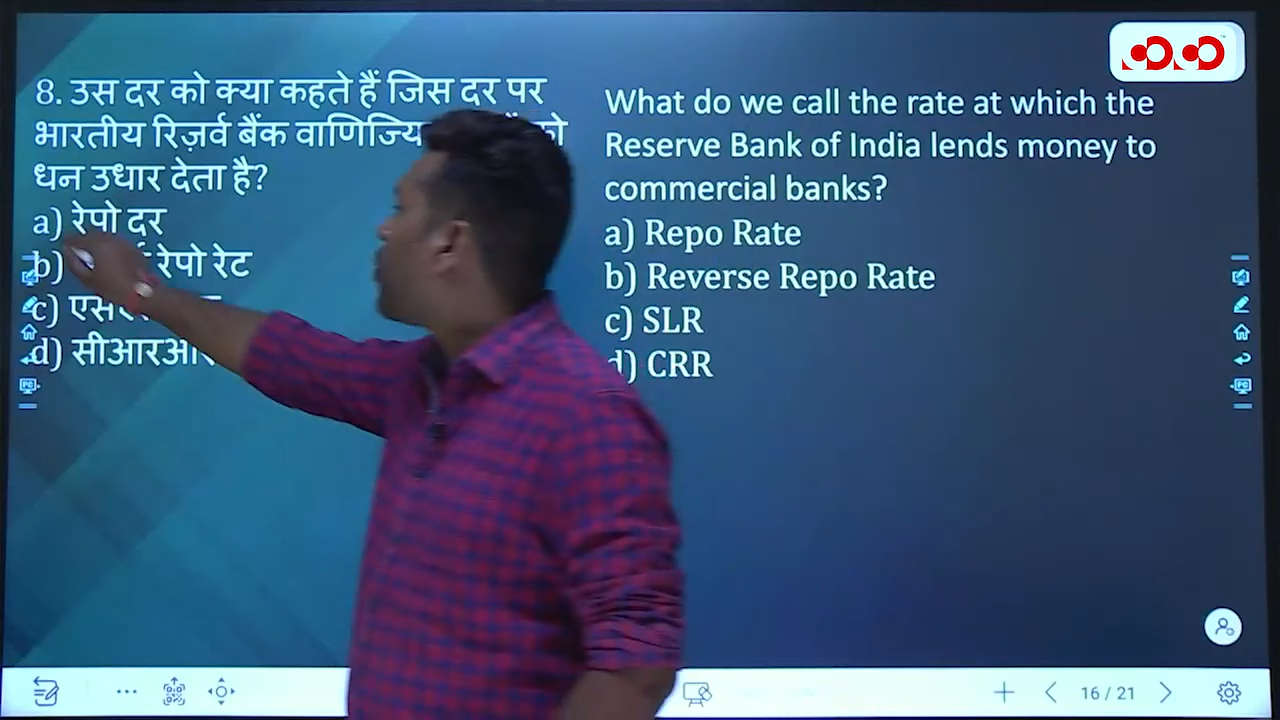 8. उस दर को क्या कहते हैं जिस दर पर
भारतीय रिज़र्व बैंक को
धन उधार देता है?
a) रेपो दर
b) रेपो रेट
c)
d)
What do we call the rate at which the
Reserve Bank of India lends money to
commercial banks?
a) Repo Rate
b) Reverse Repo Rate
c) SLR
d) CRR
16 / 21